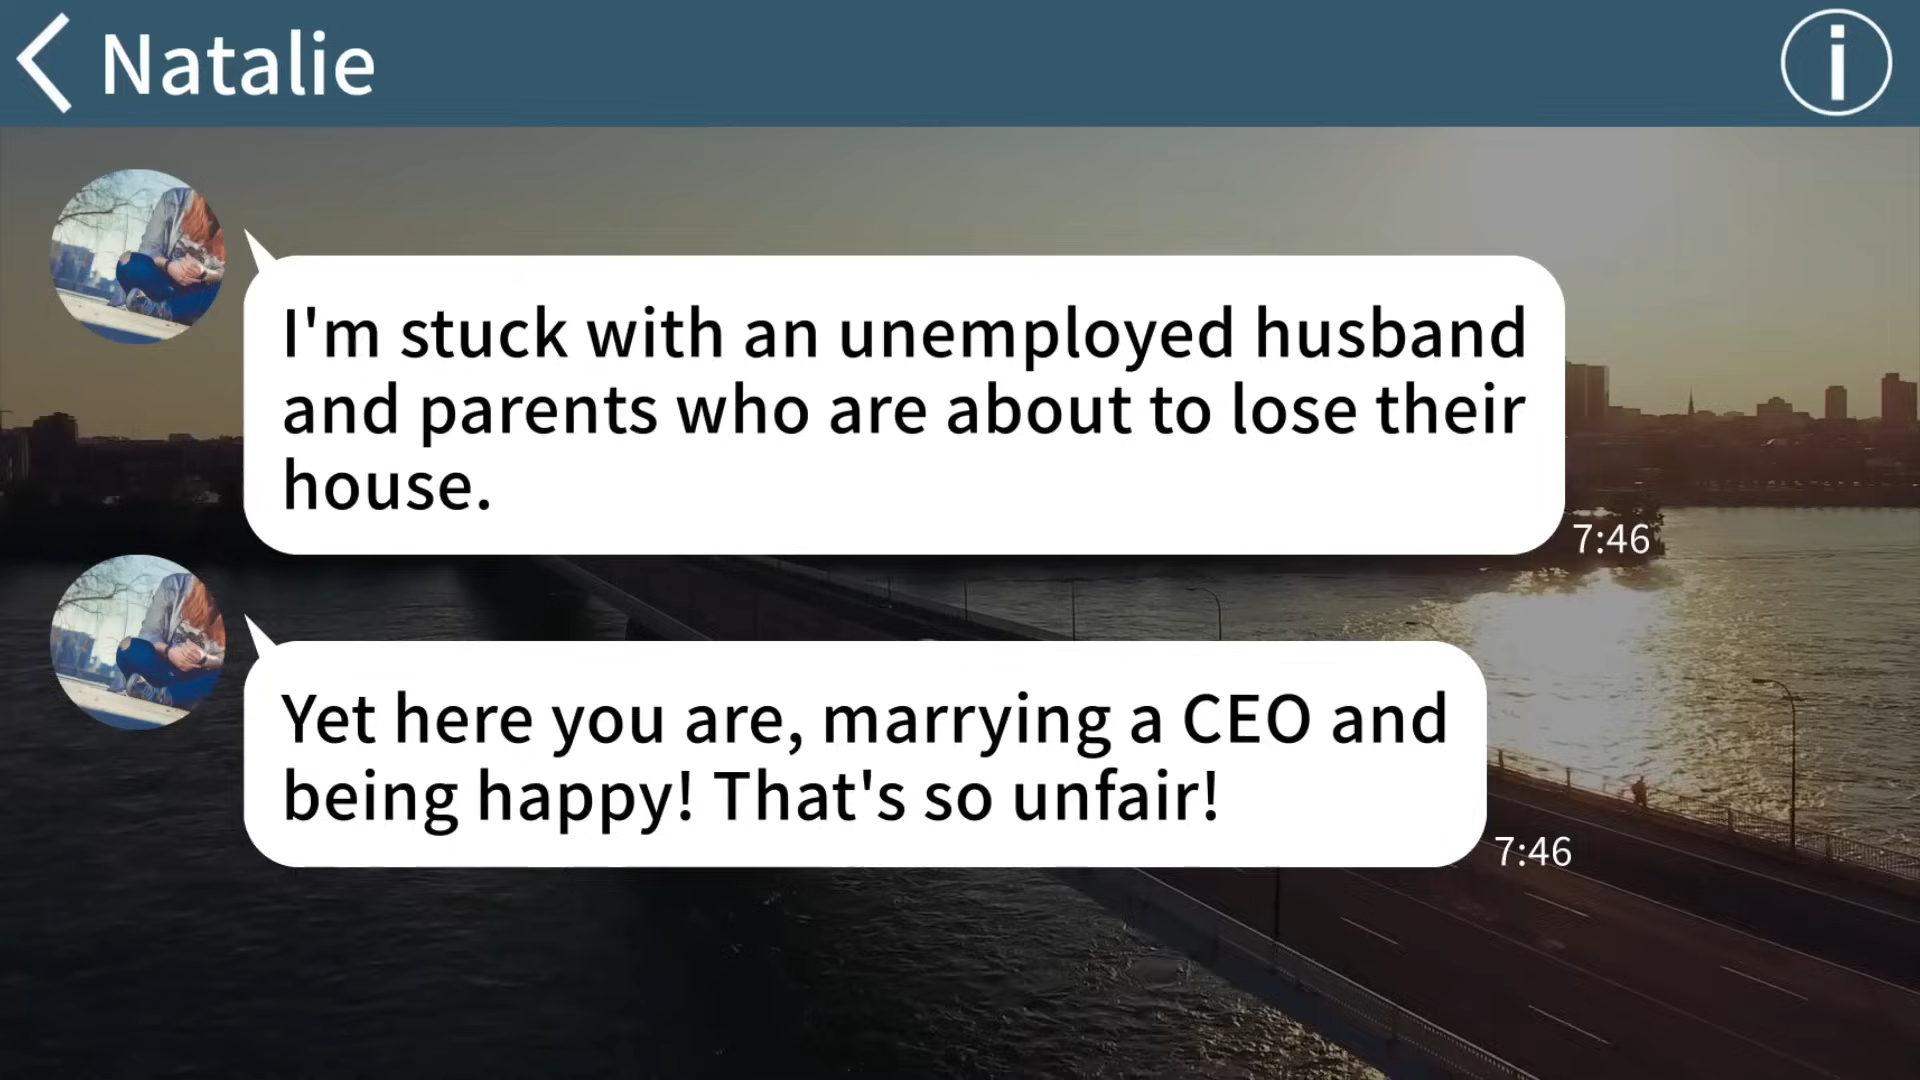 Natalie
I'm stuck with an unemployed husband
and parents who are about to lose their
house.
7:46
Yet here you are, marrying a CEO and
being happy! That's so unfair!
7:46